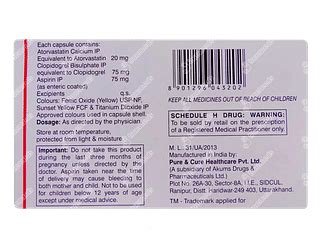 Each capsule contains:
Atorvastatin Calcium IP
Equivalent to Atorvastatin 20 mg
Clopidogrel Bisulphate IP
equivalent to Clopidogrel 75 mg
Aspirin IP 75 mg
(as enteric coated)
Excipients q.s.
Colours: Ferric Oxide (Yellow) USP-NF,
Sunset Yellow FCF & Titanium Dioxide IP
Approved colours used in capsule shell.
Dosage: As directed by the physician.
Store at room temperature,
protected from light & moisture
Important: Do not take this product
during the last three months of
pregnancy unless directed by the
doctor. Aspirin taken near the time
of delivery may cause bleeding to
both mother and child. Not to be used
for children below 12 years of age
except under medical advice.
8 901296 043202
KEEP ALL MEDICINES OUT OF REACH OF CHILDREN
SCHEDULE H DRUG: WARNING:
To be sold by retail on the prescription
of a Registered Medical Practitioner only.
M. L. 31/UA/2013
Manufactured in India by:
Pure & Cure Healthcare Pvt. Ltd.
(A subsidiary of Akums Drugs &
Pharmaceuticals Ltd.)
Plot No. 26A-30, Sector-8A, I.I.E., SIDCUL,
Ranipur, Distt. Haridwar-249 403, Uttarakhand.
TM - Trademark applied for